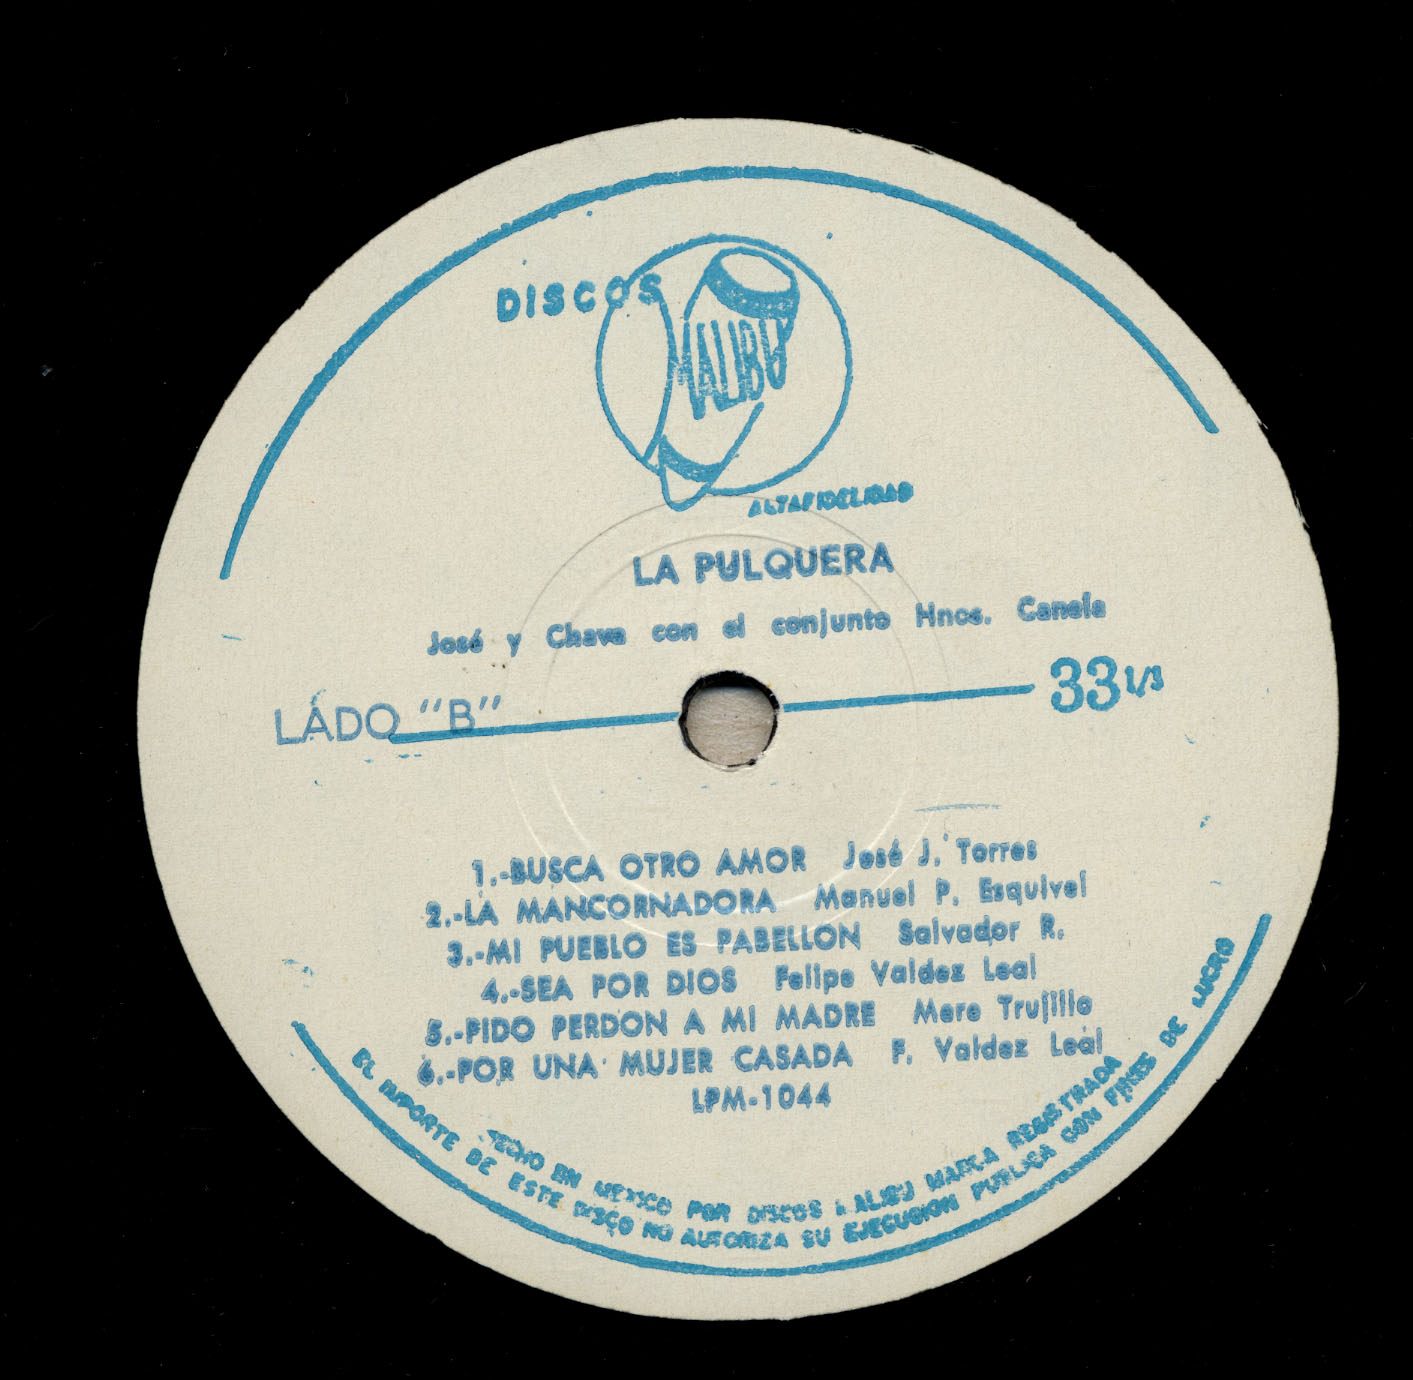 DISCOS
MALIBU
ALTAFIDELIDAD
LA PULQUERA
José y Chava con el conjunto Hnos. Canela
LADO "B"
33 1/3
1.-BUSCA OTRO AMOR José J. Torres
2.-LA MANCORNADORA Manuel P. Esquivel
3.-MI PUEBLO ES PABELLON Salvador R.
4.-SEA POR DIOS Felipe Valdez Leal
5.-PIDO PERDON A MI MADRE Mere Trujillo
6.-POR UNA MUJER CASADA F. Valdez Leal
LPM-1044
HECHO EN MEXICO POR DISCOS MALIBU MARCA REGISTRADA
EL IMPORTE DE ESTE DISCO NO AUTORIZA SU EJECUCION PUBLICA CON FINES DE LUCRO